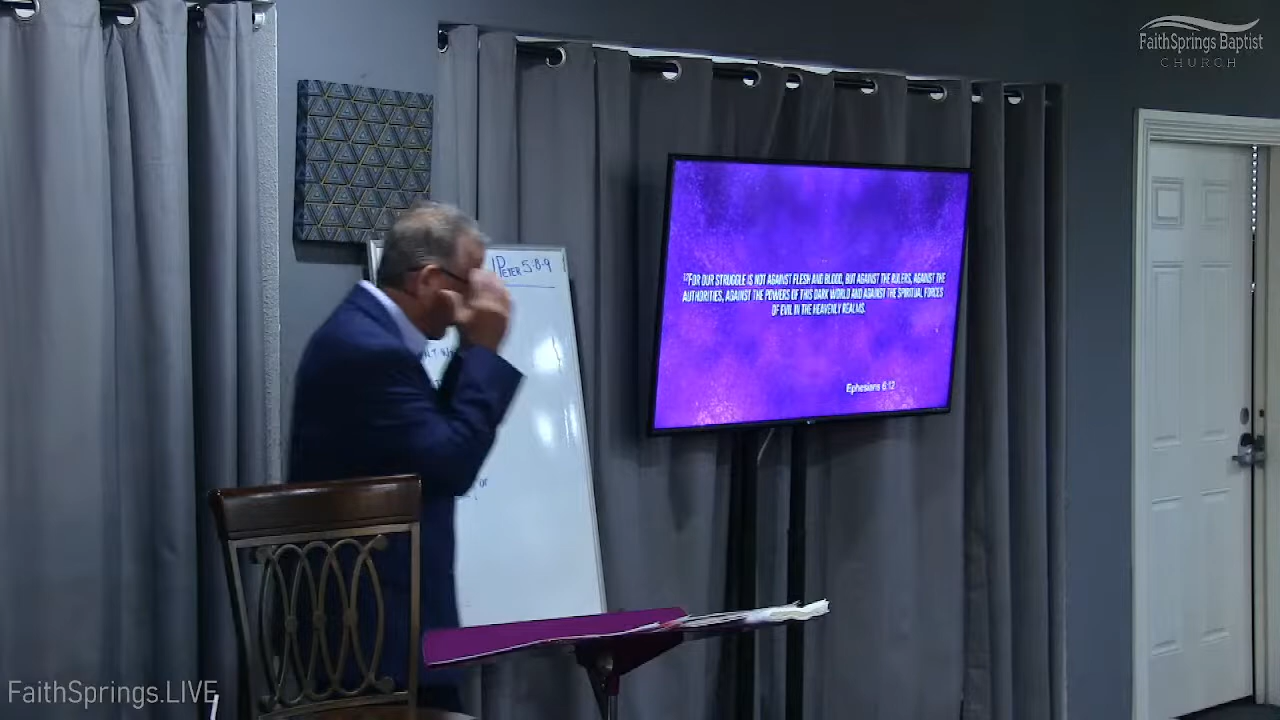 FaithSprings Baptist
CHURCH
1 PETER 5:8-9
¹²FOR OUR STRUGGLE IS NOT AGAINST FLESH AND BLOOD, BUT AGAINST THE RULERS, AGAINST THE
AUTHORITIES, AGAINST THE POWERS OF THIS DARK WORLD AND AGAINST THE SPIRITUAL FORCES
OF EVIL IN THE HEAVENLY REALMS.
Ephesians 6:12
OF
FaithSprings.LIVE